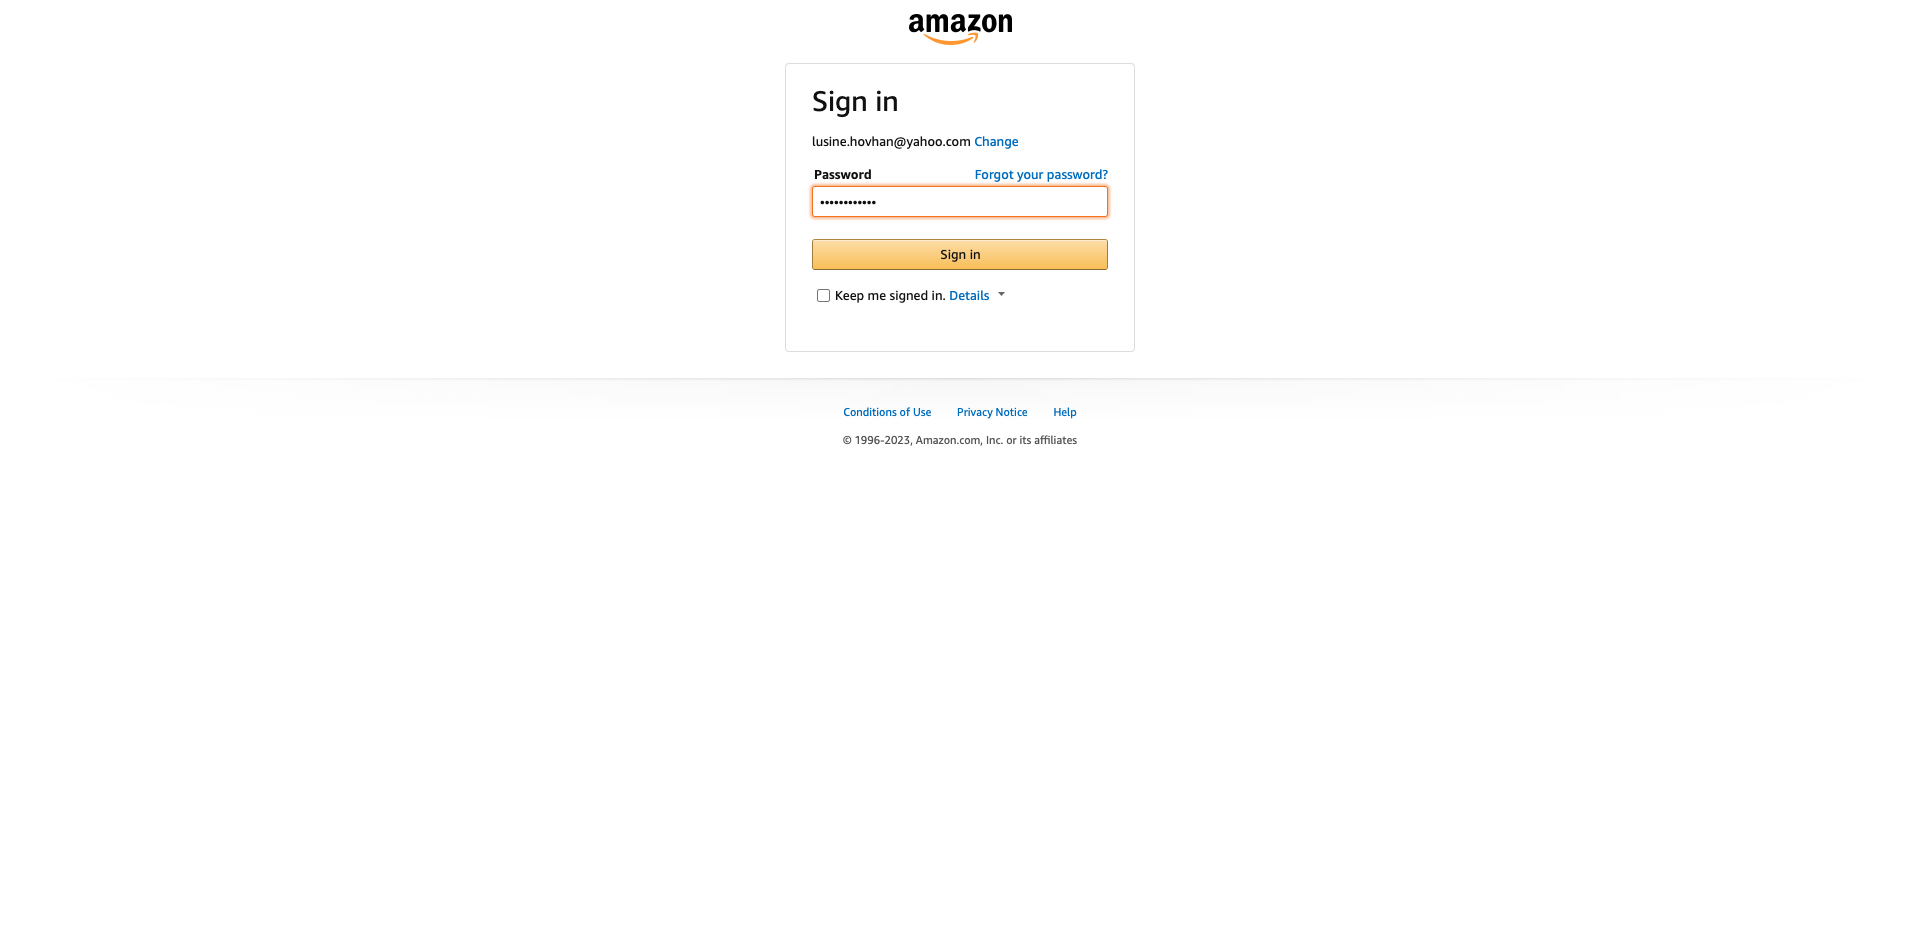 amazon
Sign in
lusine.hovhan@yahoo.com Change
Password Forgot your password?
••••••••••••
Sign in
Keep me signed in. Details
Conditions of Use Privacy Notice Help
© 1996-2023, Amazon.com, Inc. or its affiliates